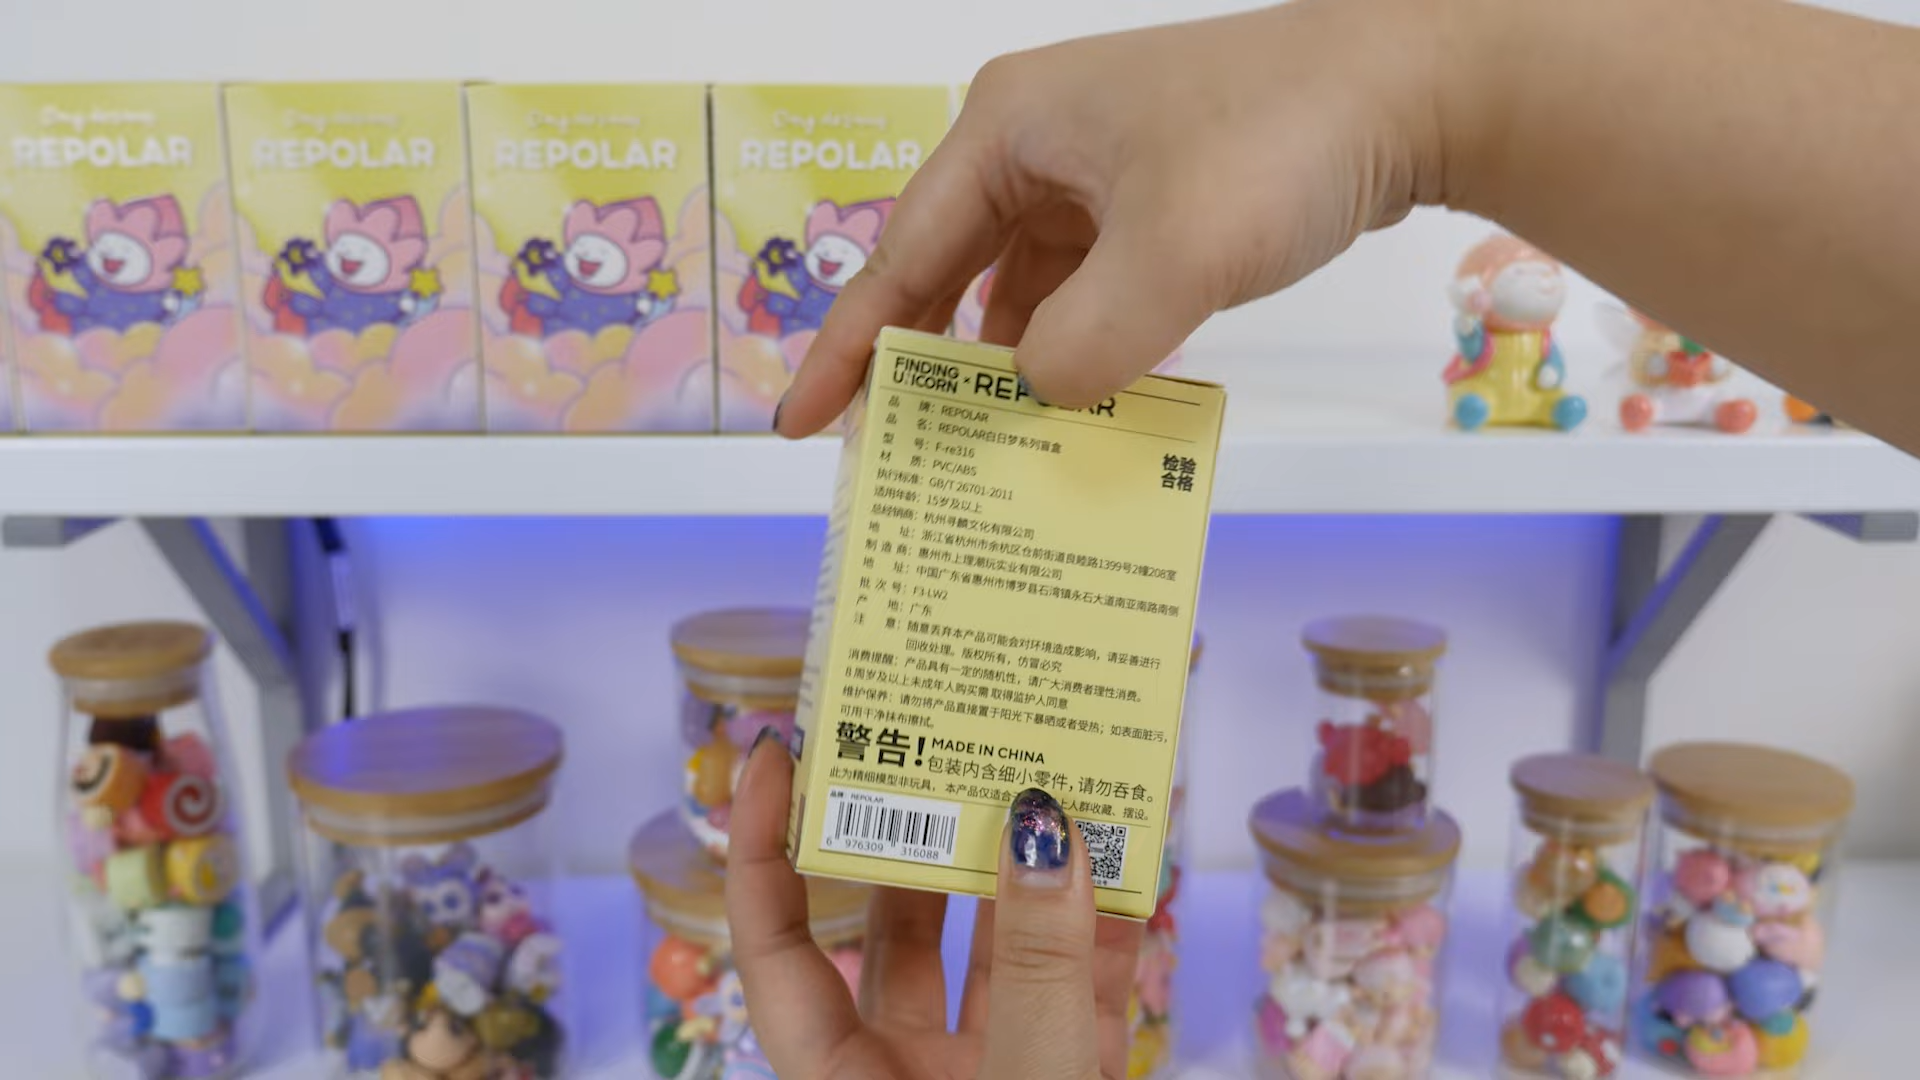 REPOLAR
REPOLAR
REPOLAR
REPOLAR
FINDING
UNICORN × REPOLAR
品 牌：REPOLAR
品 名：REPOLAR白日梦系列盲盒
型 号：F-re316
材 质：PVC/ABS
执行标准：GB/T 26701-2011
适用年龄：15岁及以上
总经销商：杭州寻麟文化有限公司
地 址：浙江省杭州市余杭区仓前街道良睦路1399号2幢208室
制 造 商：惠州市上理潮玩实业有限公司
地 址：中国广东省惠州市博罗县石湾镇永石大道南亚南路南侧
批 次 号：F3-LW2
产 地：广东
注 意：随意丢弃本产品可能会对环境造成影响，请妥善进行
回收处理。版权所有，仿冒必究
消费提醒：产品具有一定的随机性，请广大消费者理性消费。
8 周岁及以上未成年人购买需 取得监护人同意
维护保养：请勿将产品直接置于阳光下暴晒或者受热；如表面脏污，
可用干净抹布擦拭。
检验
合格
警告! MADE IN CHINA
包装内含细小零件，请勿吞食。
此为精细模型非玩具，本产品仅适合 上人群收藏、摆设。
品牌：REPOLAR
6 976309 316088